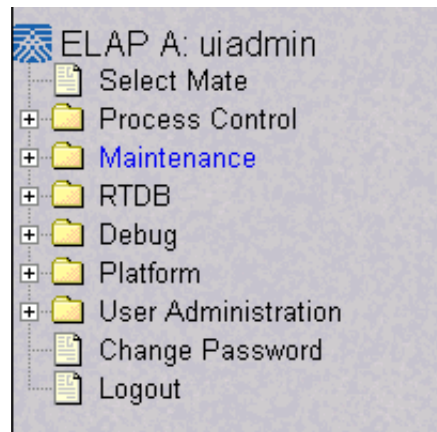 ELAP A: uiadmin
Select Mate
Process Control
Maintenance
RTDB
Debug
Platform
User Administration
Change Password
Logout